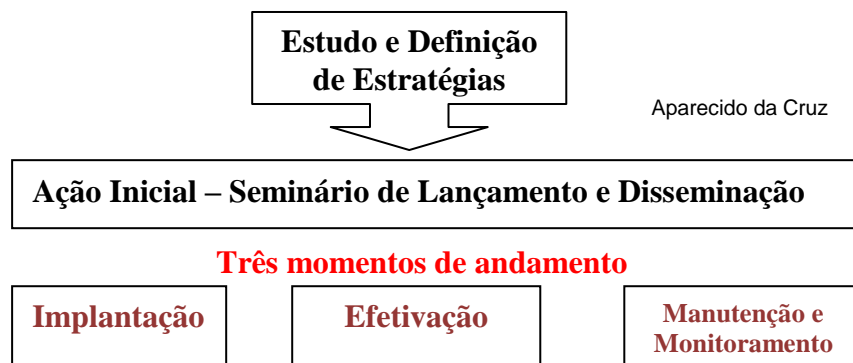 Estudo e Definição
de Estratégias
Aparecido da Cruz
Ação Inicial – Seminário de Lançamento e Disseminação
Três momentos de andamento
Implantação
Efetivação
Manutenção e
Monitoramento